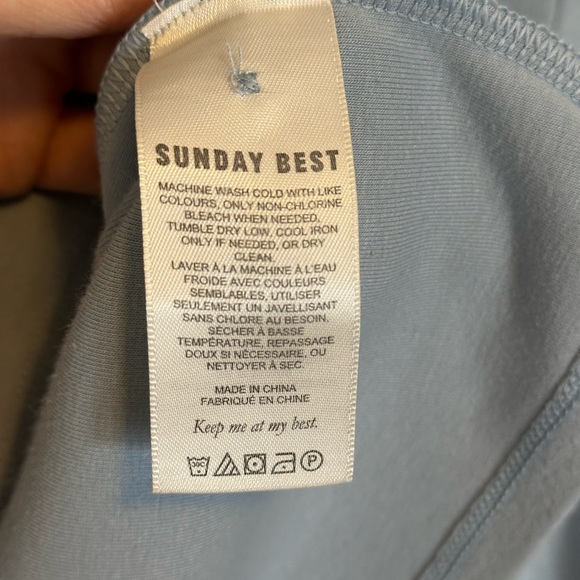 SUNDAY BEST
MACHINE WASH COLD WITH LIKE
COLOURS, ONLY NON-CHLORINE
BLEACH WHEN NEEDED,
TUMBLE DRY LOW, COOL IRON
ONLY IF NEEDED, OR DRY
CLEAN.
LAVER À LA MACHINE À L'EAU
FROIDE AVEC COULEURS
SEMBLABLES, UTILISER
SEULEMENT UN JAVELLISANT
SANS CHLORE AU BESOIN,
SÉCHER À BASSE
TEMPÉRATURE, REPASSAGE
DOUX SI NÉCESSAIRE, OU
NETTOYER À SEC.
MADE IN CHINA
FABRIQUÉ EN CHINE
Keep me at my best.
30C P